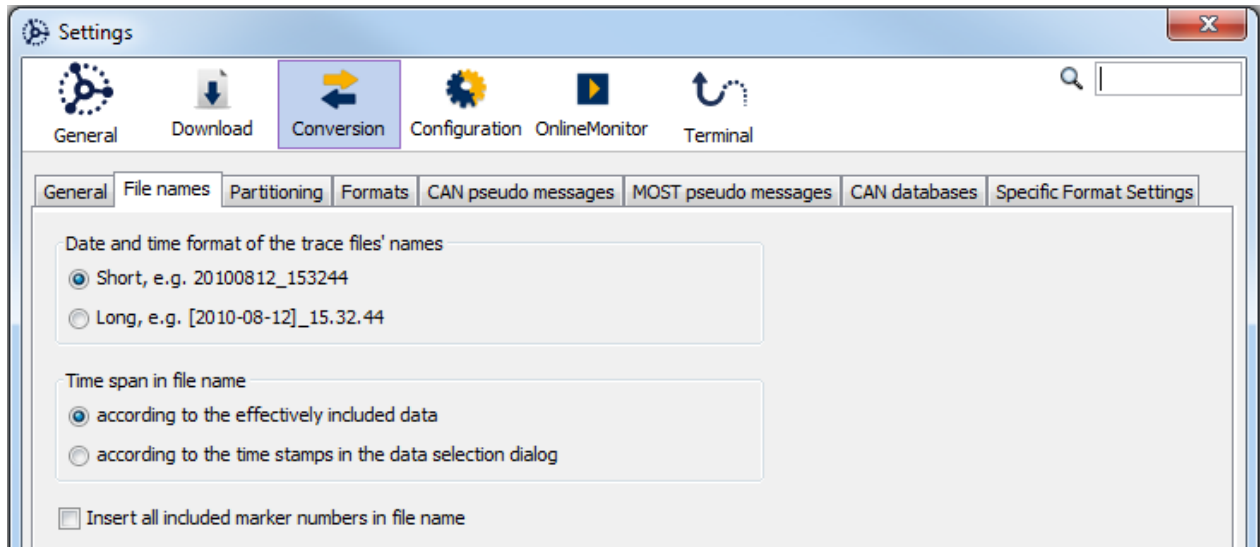 Settings
General Download Conversion Configuration OnlineMonitor Terminal
General File names Partitioning Formats CAN pseudo messages MOST pseudo messages CAN databases Specific Format Settings
Date and time format of the trace files' names
Short, e.g. 20100812_153244
Long, e.g. [2010-08-12]_15.32.44
Time span in file name
according to the effectively included data
according to the time stamps in the data selection dialog
Insert all included marker numbers in file name